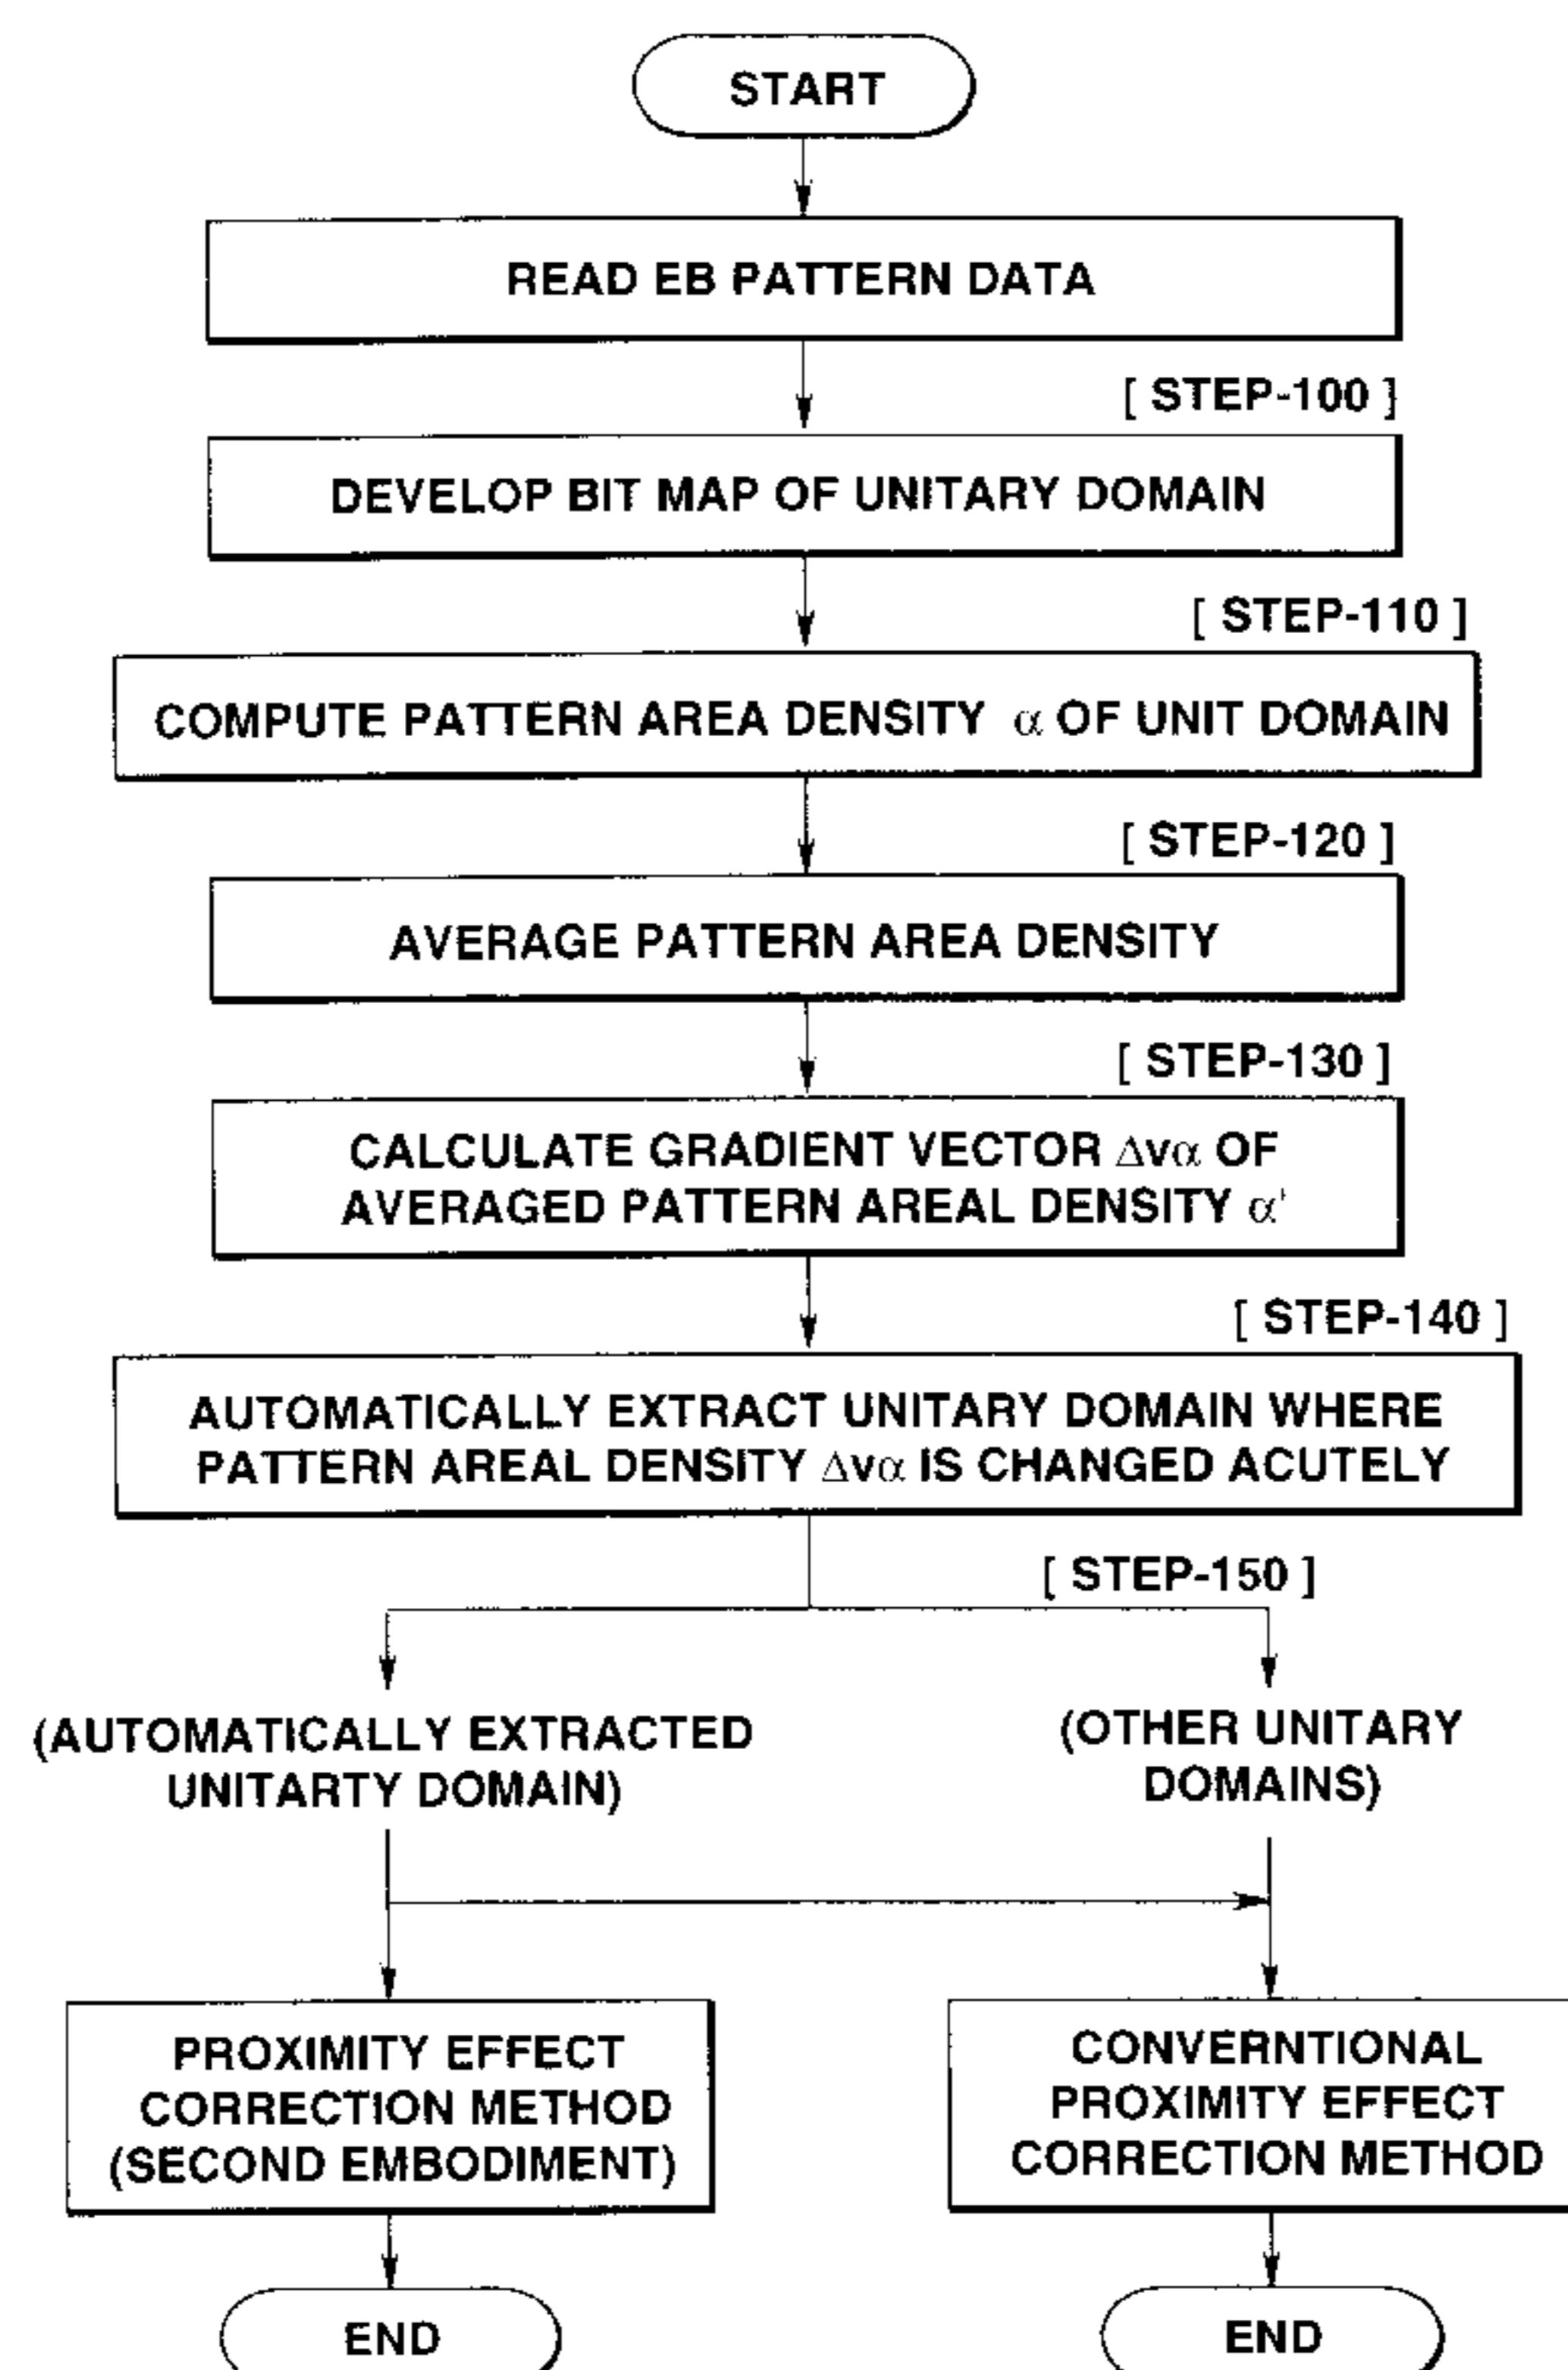 START
READ EB PATTERN DATA
[ STEP-100 ]
DEVELOP BIT MAP OF UNITARY DOMAIN
[ STEP-110 ]
COMPUTE PATTERN AREA DENSITY α OF UNIT DOMAIN
[ STEP-120 ]
AVERAGE PATTERN AREA DENSITY
[ STEP-130 ]
CALCULATE GRADIENT VECTOR ΔVα OF
AVERAGED PATTERN AREAL DENSITY α'
[ STEP-140 ]
AUTOMATICALLY EXTRACT UNITARY DOMAIN WHERE
PATTERN AREAL DENSITY ΔVα IS CHANGED ACUTELY
[ STEP-150 ]
(AUTOMATICALLY EXTRACTED
UNITARTY DOMAIN)
(OTHER UNITARY
DOMAINS)
PROXIMITY EFFECT
CORRECTION METHOD
(SECOND EMBODIMENT)
CONVERNTIONAL
PROXIMITY EFFECT
CORRECTION METHOD
END
END